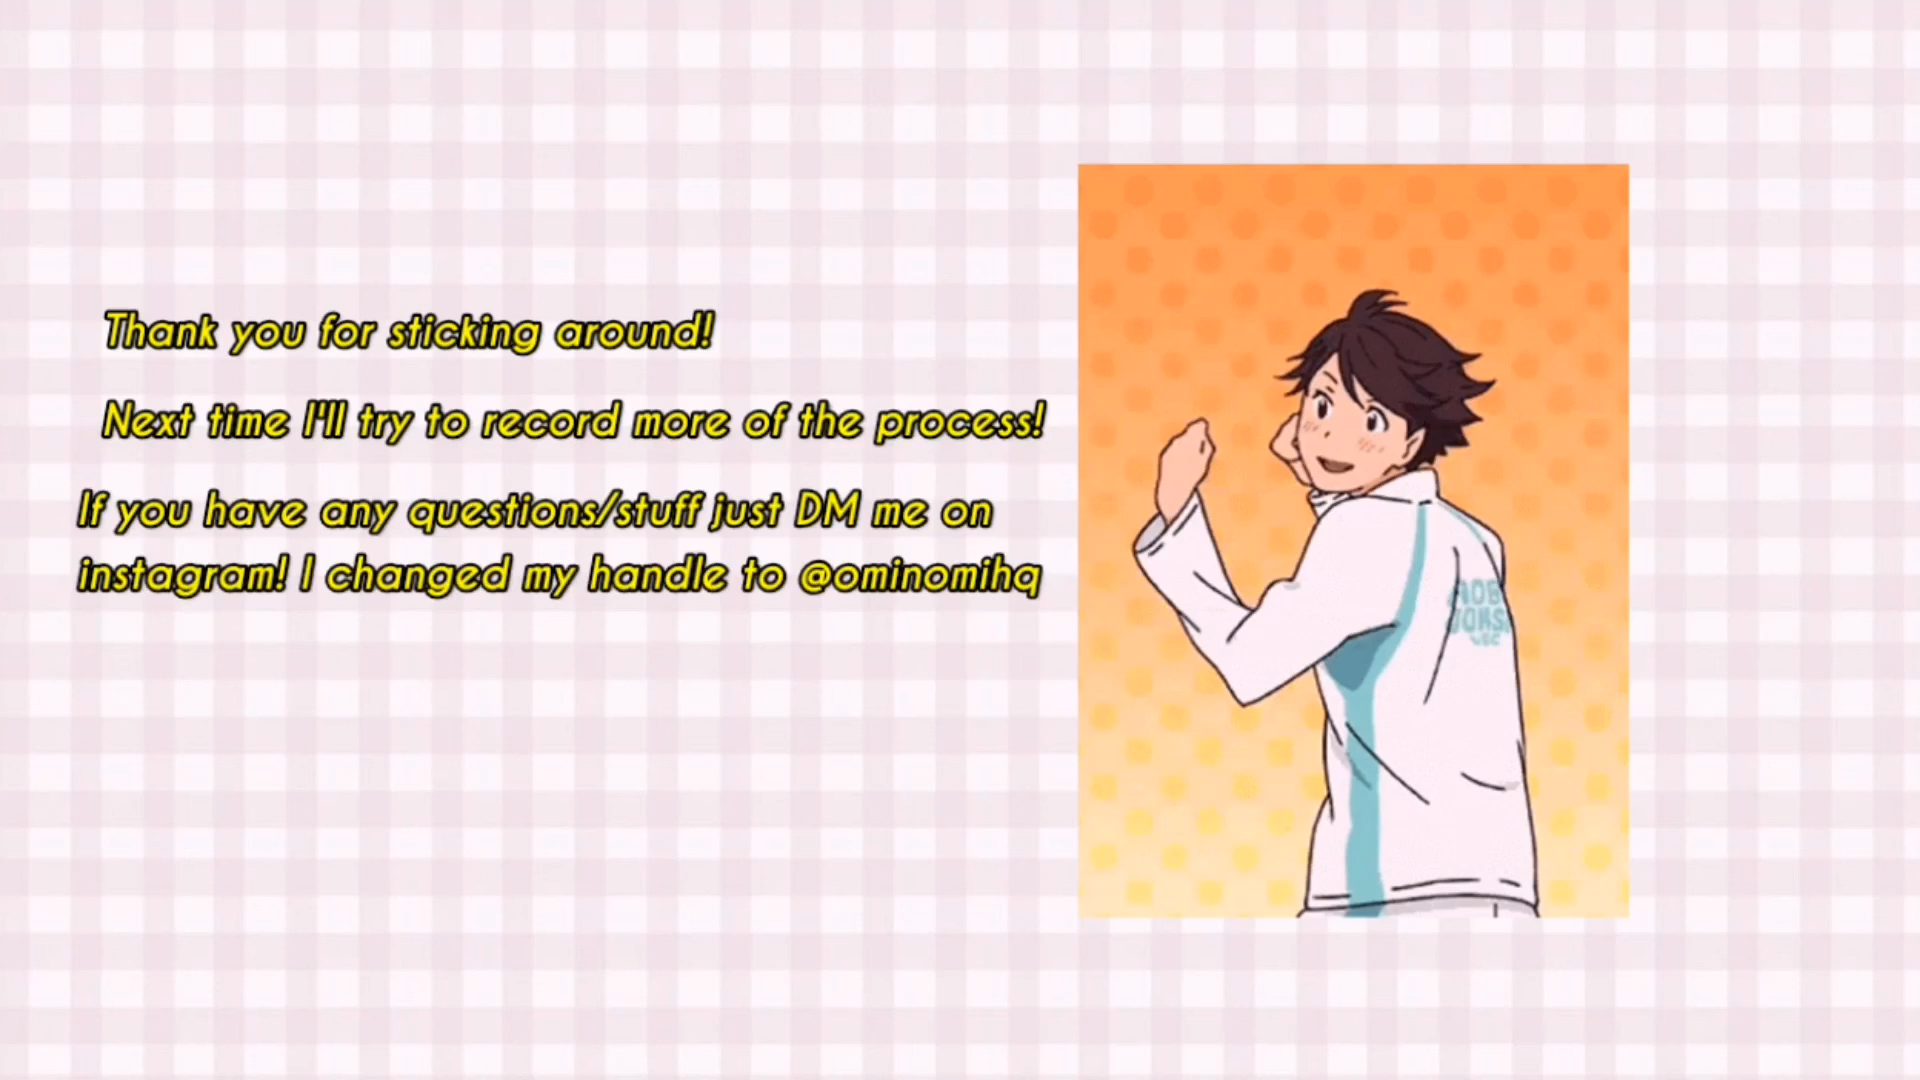 Thank you for sticking around!
Next time I'll try to record more of the process!
If you have any questions/stuff just DM me on
instagram! I changed my handle to @ominomihq